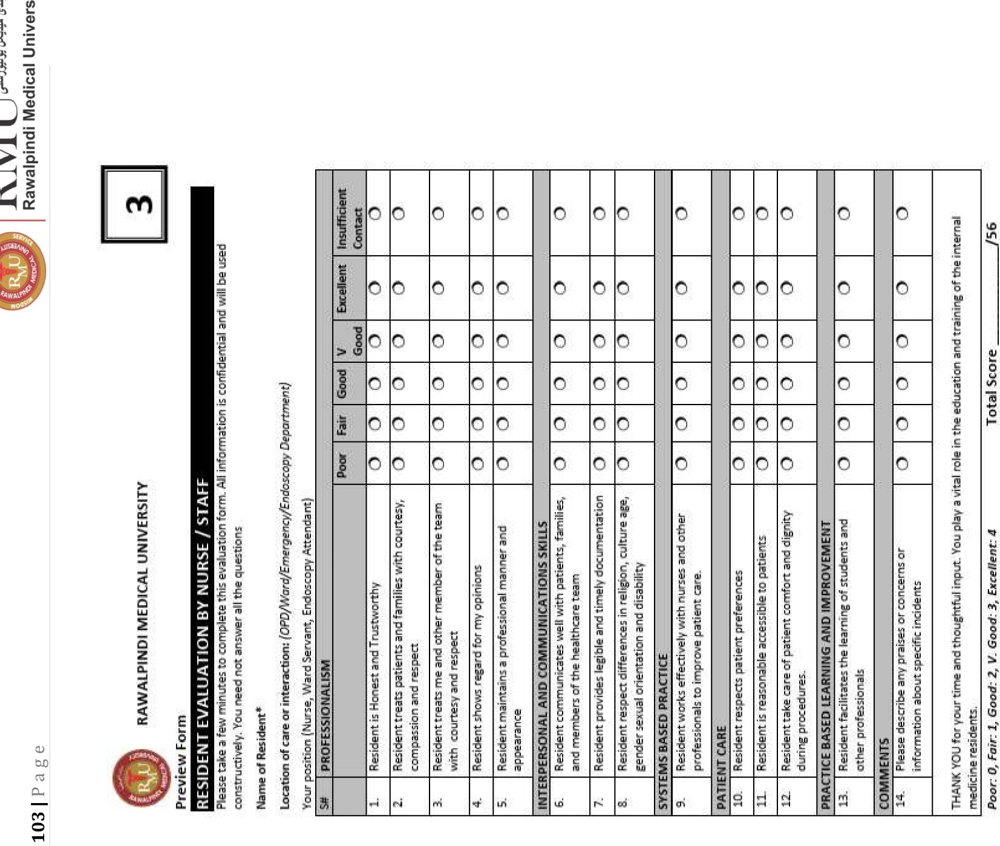 RMU
Rawalpindi Medical Univers
103 | Page
3
RAWALPINDI MEDICAL UNIVERSITY
Preview Form
RESIDENT EVALUATION BY NURSE / STAFF
Please take a few minutes to complete this evaluation form. All information is confidential and will be used
constructively. You need not answer all the questions
Name of Resident*
Location of care or interaction: (OPD/Ward/Emergency/Endoscopy Department)
Your position (Nurse, Ward Servant, Endoscopy Attendant)
S# PROFESSIONALISM
Poor Fair Good V Good Excellent Insufficient Contact
1. Resident is Honest and Trustworthy
2. Resident treats patients and families with courtesy,
compassion and respect
3. Resident treats me and other member of the team
with courtesy and respect
4. Resident shows regard for my opinions
5. Resident maintains a professional manner and
appearance
INTERPERSONAL AND COMMUNICATIONS SKILLS
6. Resident communicates well with patients, families,
and members of the healthcare team
7. Resident provides legible and timely documentation
8. Resident respect differences in religion, culture age,
gender sexual orientation and disability
SYSTEMS BASED PRACTICE
9. Resident works effectively with nurses and other
professionals to improve patient care.
PATIENT CARE
10. Resident respects patient preferences
11. Resident is reasonable accessible to patients
12. Resident take care of patient comfort and dignity
during procedures.
PRACTICE BASED LEARNING AND IMPROVEMENT
13. Resident facilitates the learning of students and
other professionals
COMMENTS
14. Please describe any praises or concerns or
information about specific incidents
THANK YOU for your time and thoughtful input. You play a vital role in the education and training of the internal
medicine residents.
Poor: 0, Fair: 1, Good: 2, V. Good: 3, Excellent: 4 Total Score __________/56